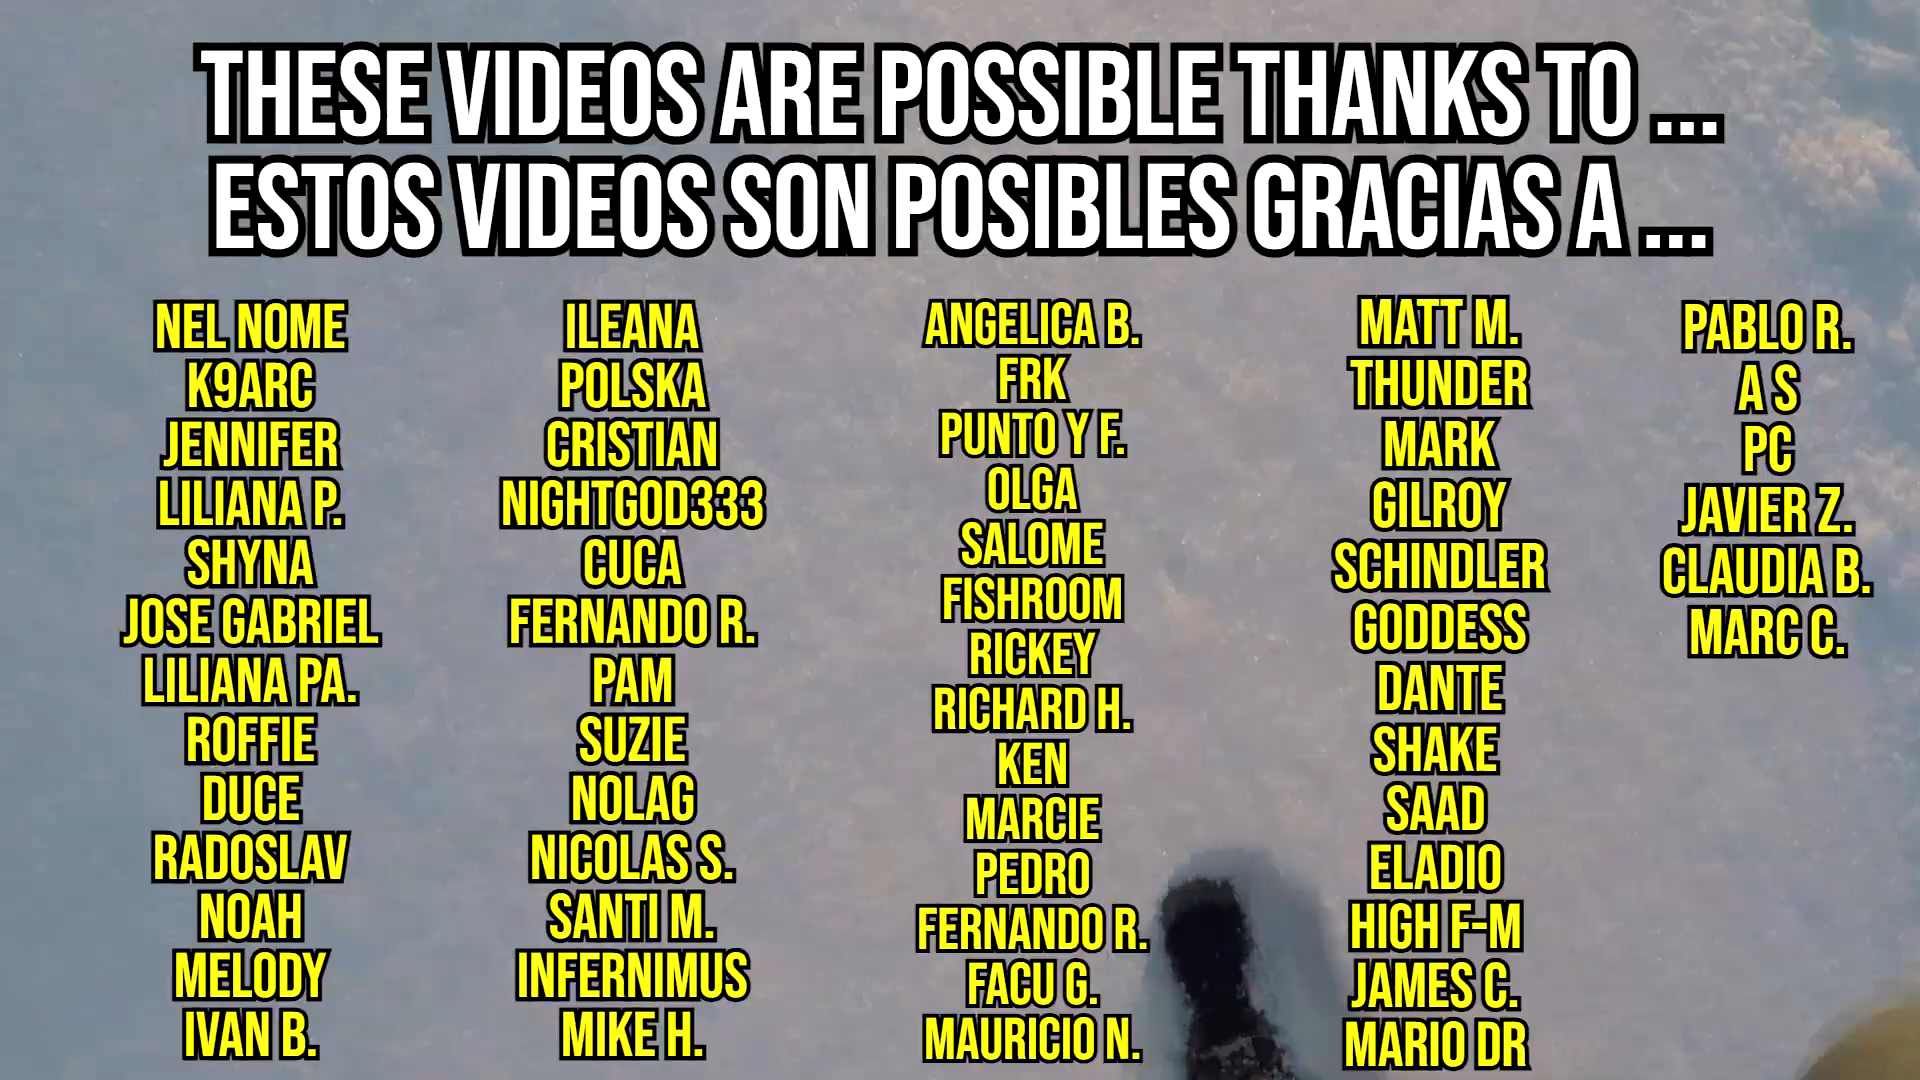 THESE VIDEOS ARE POSSIBLE THANKS TO ...
ESTOS VIDEOS SON POSIBLES GRACIAS A ...
NEL NOME
K9ARC
JENNIFER
LILIANA P.
SHYNA
JOSE GABRIEL
LILIANA PA.
ROFFIE
DUCE
RADOSLAV
NOAH
MELODY
IVAN B.
ILEANA
POLSKA
CRISTIAN
NIGHTGOD333
CUCA
FERNANDO R.
PAM
SUZIE
NOLAG
NICOLAS S.
SANTI M.
INFERNIMUS
MIKE H.
ANGELICA B.
FRK
PUNTO Y F.
OLGA
SALOME
FISHROOM
RICKEY
RICHARD H.
KEN
MARCIE
PEDRO
FERNANDO R.
FACU G.
MAURICIO N.
MATT M.
THUNDER
MARK
GILROY
SCHINDLER
GODDESS
DANTE
SHAKE
SAAD
ELADIO
HIGH F-M
JAMES C.
MARIO DR
PABLO R.
A S
PC
JAVIER Z.
CLAUDIA B.
MARC C.